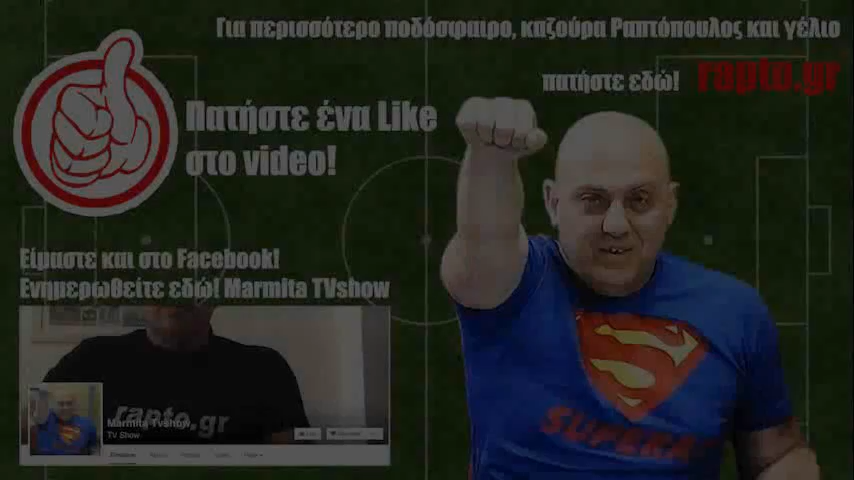 Για περισσότερο ποδόσφαιρο, καζούρα Ραπτόπουλος και γέλιο
πατήστε εδώ! rapto.gr
Πατήστε ένα Like
στο video!
Είμαστε και στο Facebook!
Ενημερωθείτε εδώ! Marmita TVshow
rapto.gr
Marmita Tvshow
TV Show
SUPERA